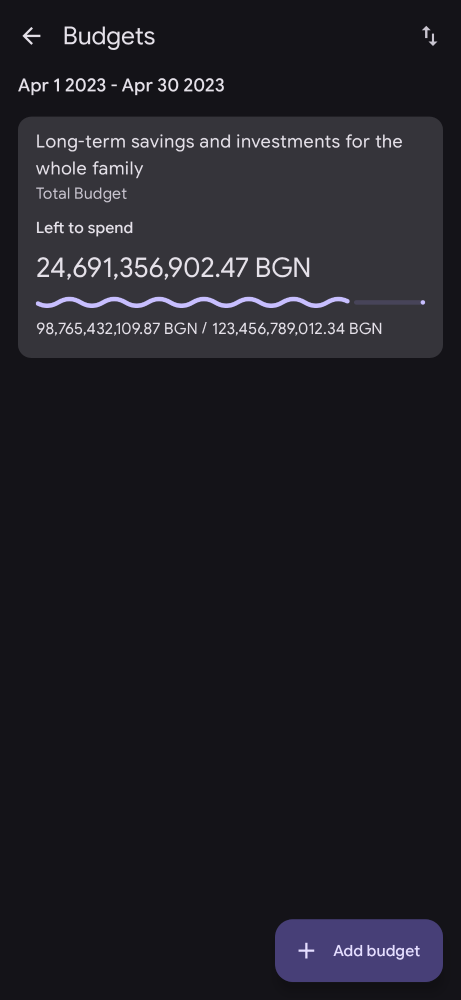 Budgets
Apr 1 2023 - Apr 30 2023
Long-term savings and investments for the
whole family
Total Budget
Left to spend
24,691,356,902.47 BGN
98,765,432,109.87 BGN / 123,456,789,012.34 BGN
Add budget